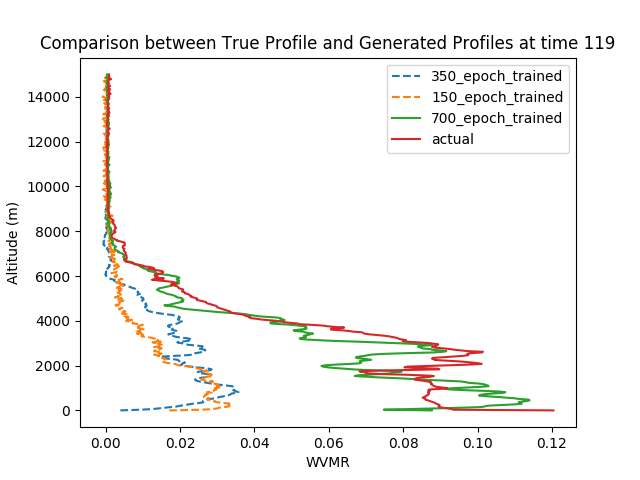 Comparison between True Profile and Generated Profiles at time 119
350_epoch_trained
150_epoch_trained
700_epoch_trained
actual
Altitude (m)
14000
12000
10000
8000
6000
4000
2000
0
0.00 0.02 0.04 0.06 0.08 0.10 0.12
WVMR